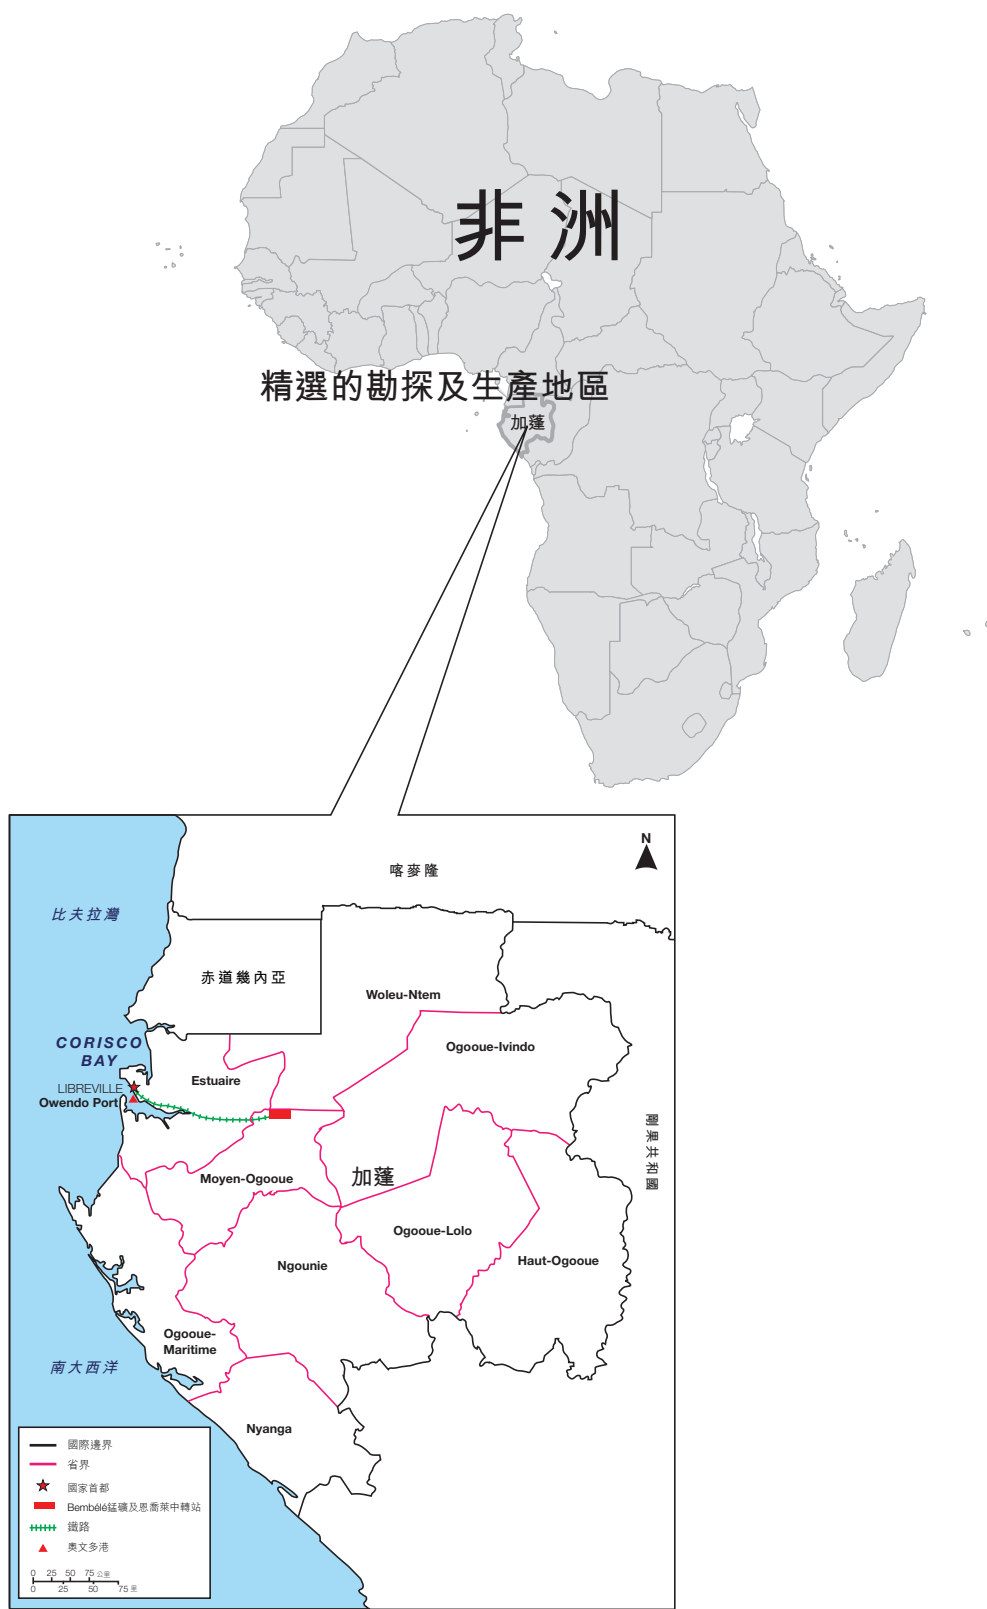 非洲
精選的勘探及生產地區
加蓬
N
喀麥隆
比夫拉灣
赤道幾內亞
Woleu-Ntem
CORISCO
BAY
Ogooue-Ivindo
Estuaire
LIBREVILLE
Owendo Port
剛果共和國
加蓬
Moyen-Ogooue
Ogooue-Lolo
Ngounie
Haut-Ogooue
Ogooue-
Maritime
南大西洋
Nyanga
國際邊界
省界
國家首都
Bembélé錳礦及恩喬萊中轉站
鐵路
奧文多港
0 25 50 75 公里
0 25 50 75 里